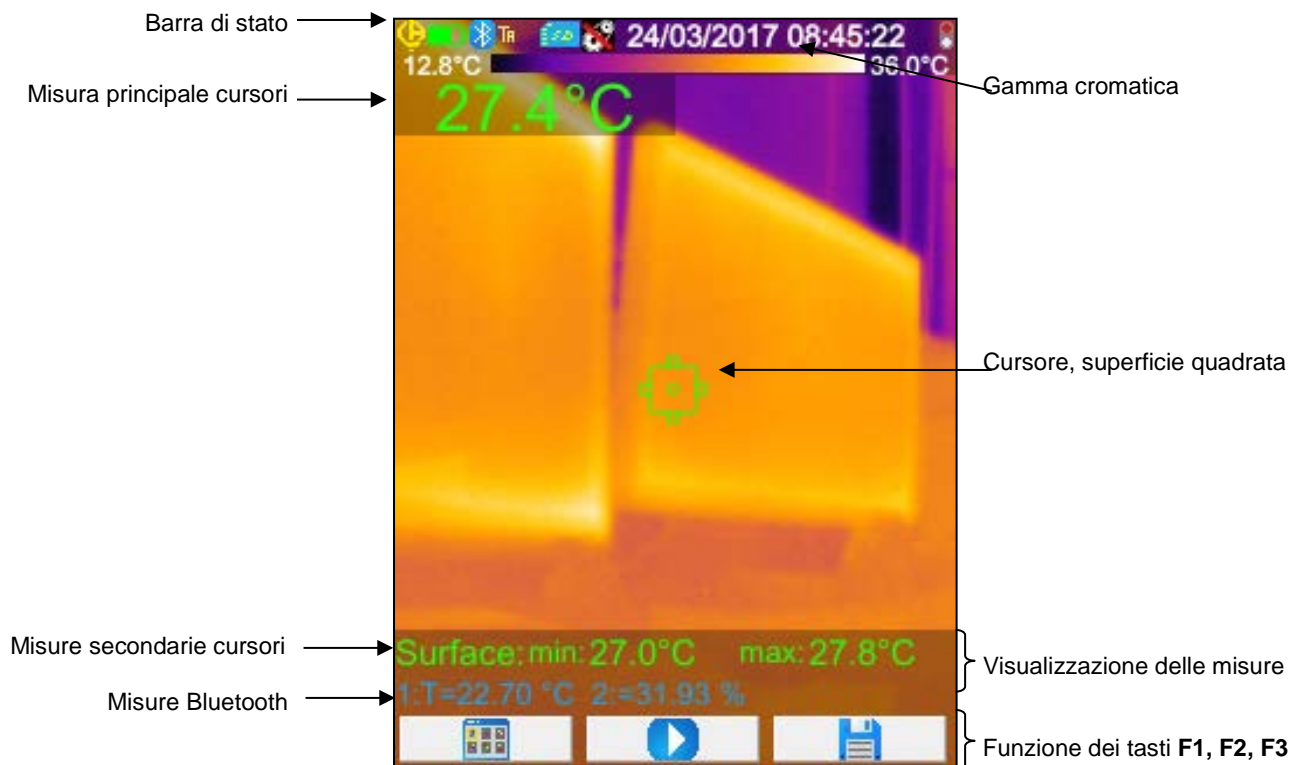 Barra di stato
24/03/2017 08:45:22
12.8°C 36.0°C
Gamma cromatica
Misura principale cursori
27.4°C
Cursore, superficie quadrata
Misure secondarie cursori
Surface: min: 27.0°C max: 27.8°C
Visualizzazione delle misure
Misure Bluetooth
1:T=22.70 °C 2:=31.93 %
Funzione dei tasti F1, F2, F3